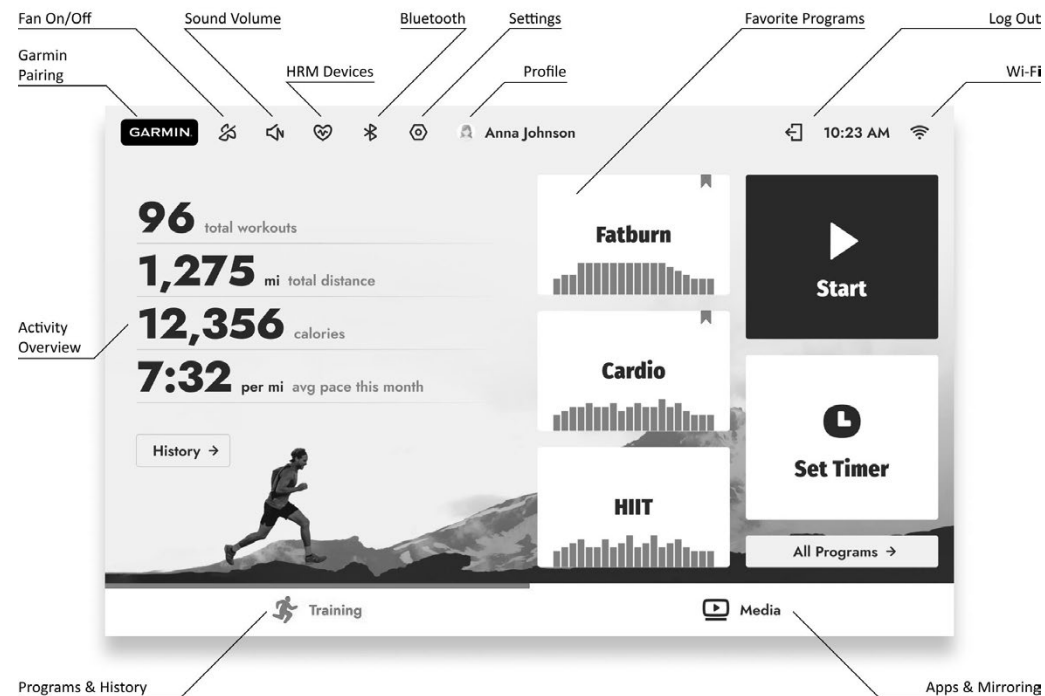 Fan On/Off
Sound Volume
Bluetooth
Settings
Favorite Programs
Log Out
Garmin
Pairing
HRM Devices
Profile
Wi-Fi
GARMIN.
Anna Johnson
10:23 AM
96 total workouts
1,275 mi total distance
12,356 calories
7:32 per mi avg pace this month
History →
Activity
Overview
Fatburn
Cardio
HIIT
Start
Set Timer
All Programs →
Training
Media
Programs & History
Apps & Mirroring